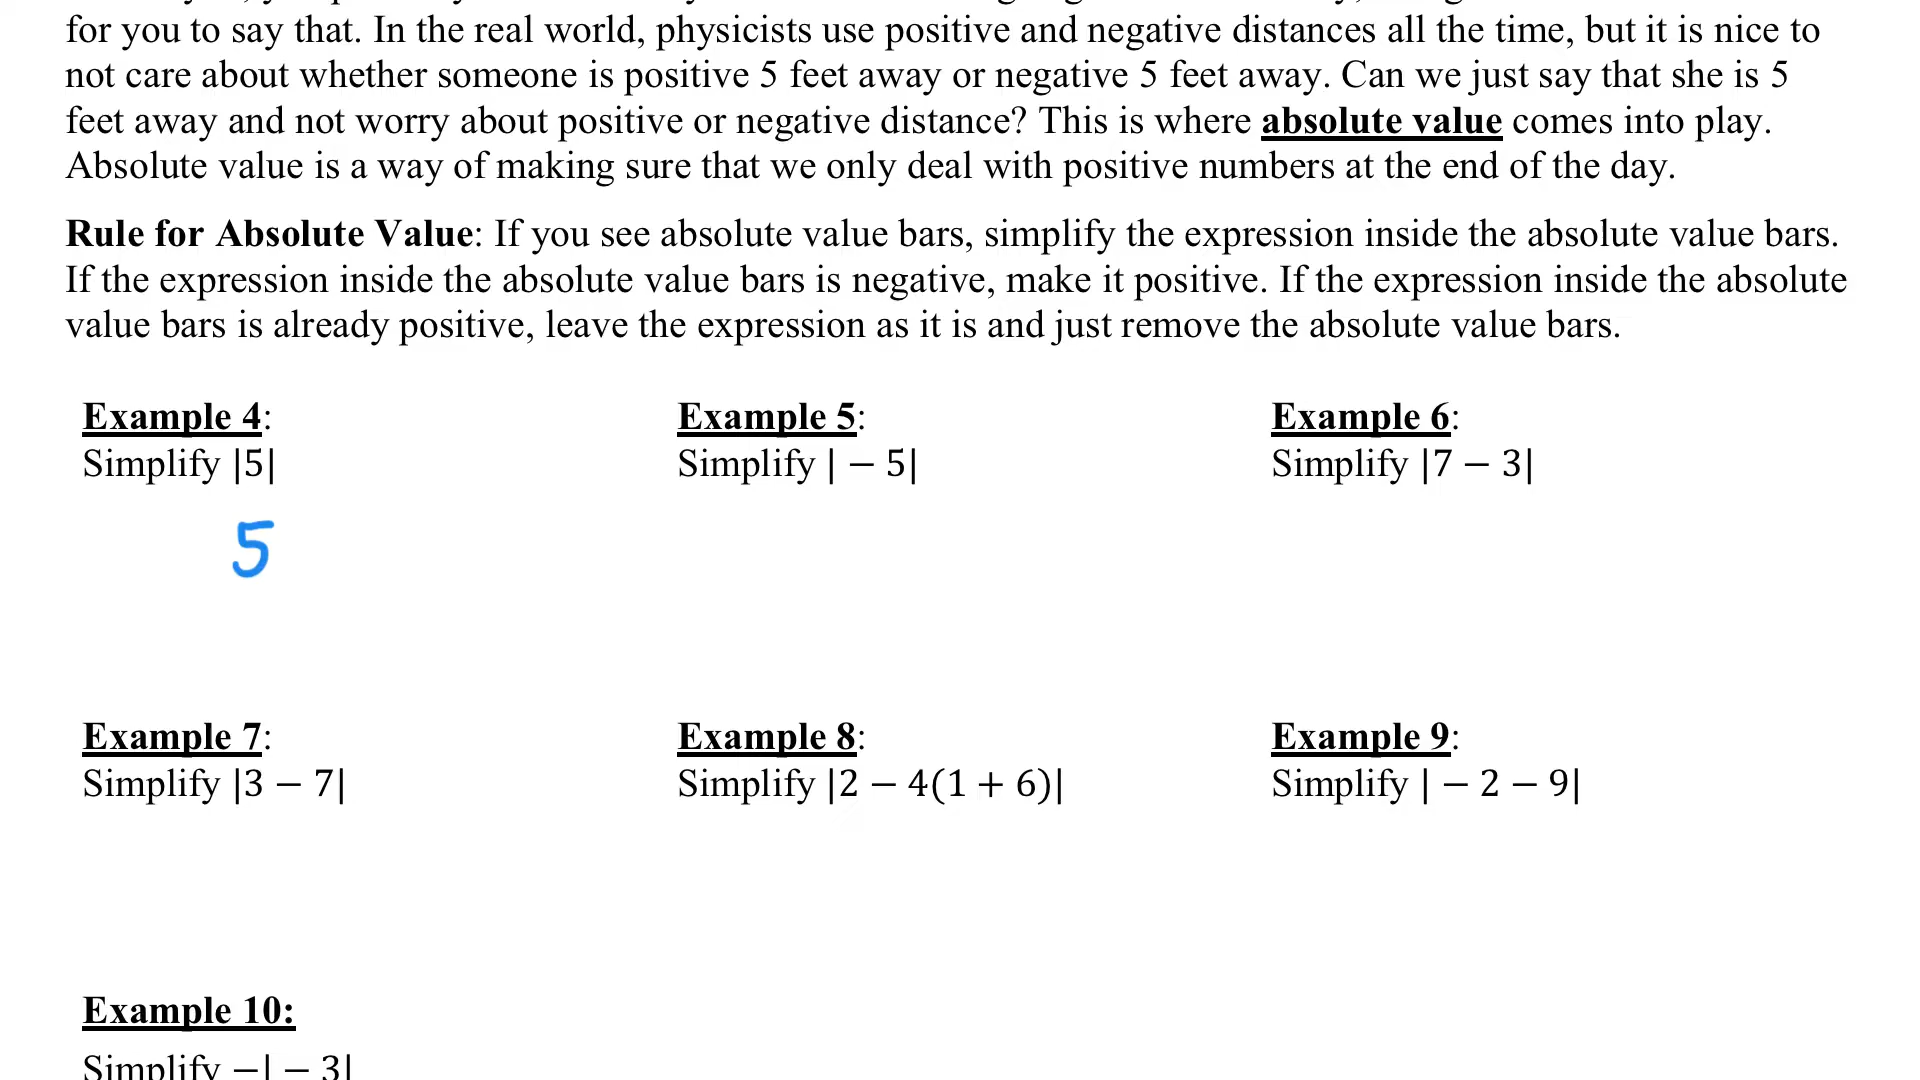 for you to say that. In the real world, physicists use positive and negative distances all the time, but it is nice to
not care about whether someone is positive 5 feet away or negative 5 feet away. Can we just say that she is 5
feet away and not worry about positive or negative distance? This is where absolute value comes into play.
Absolute value is a way of making sure that we only deal with positive numbers at the end of the day.
Rule for Absolute Value: If you see absolute value bars, simplify the expression inside the absolute value bars.
If the expression inside the absolute value bars is negative, make it positive. If the expression inside the absolute
value bars is already positive, leave the expression as it is and just remove the absolute value bars.
Example 4:
Simplify |5|
5
Example 5:
Simplify | − 5|
Example 6:
Simplify |7 − 3|
Example 7:
Simplify |3 − 7|
Example 8:
Simplify |2 − 4(1 + 6)|
Example 9:
Simplify | − 2 − 9|
Example 10:
Simplify −| − 3|